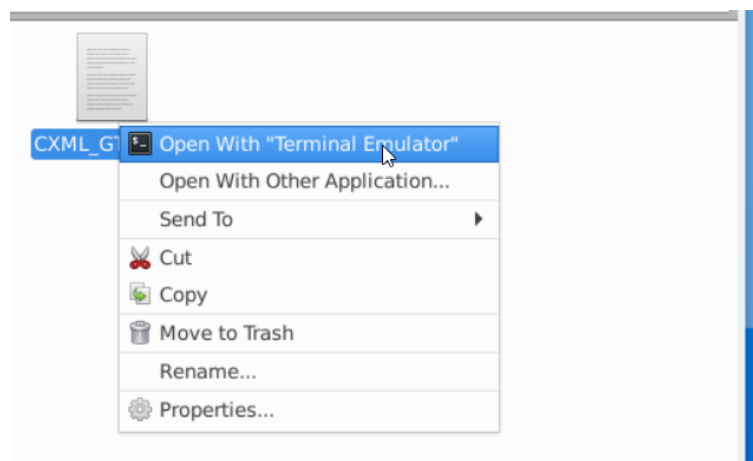 CXML_G
Open With "Terminal Emulator"
Open With Other Application...
Send To
Cut
Copy
Move to Trash
Rename...
Properties...